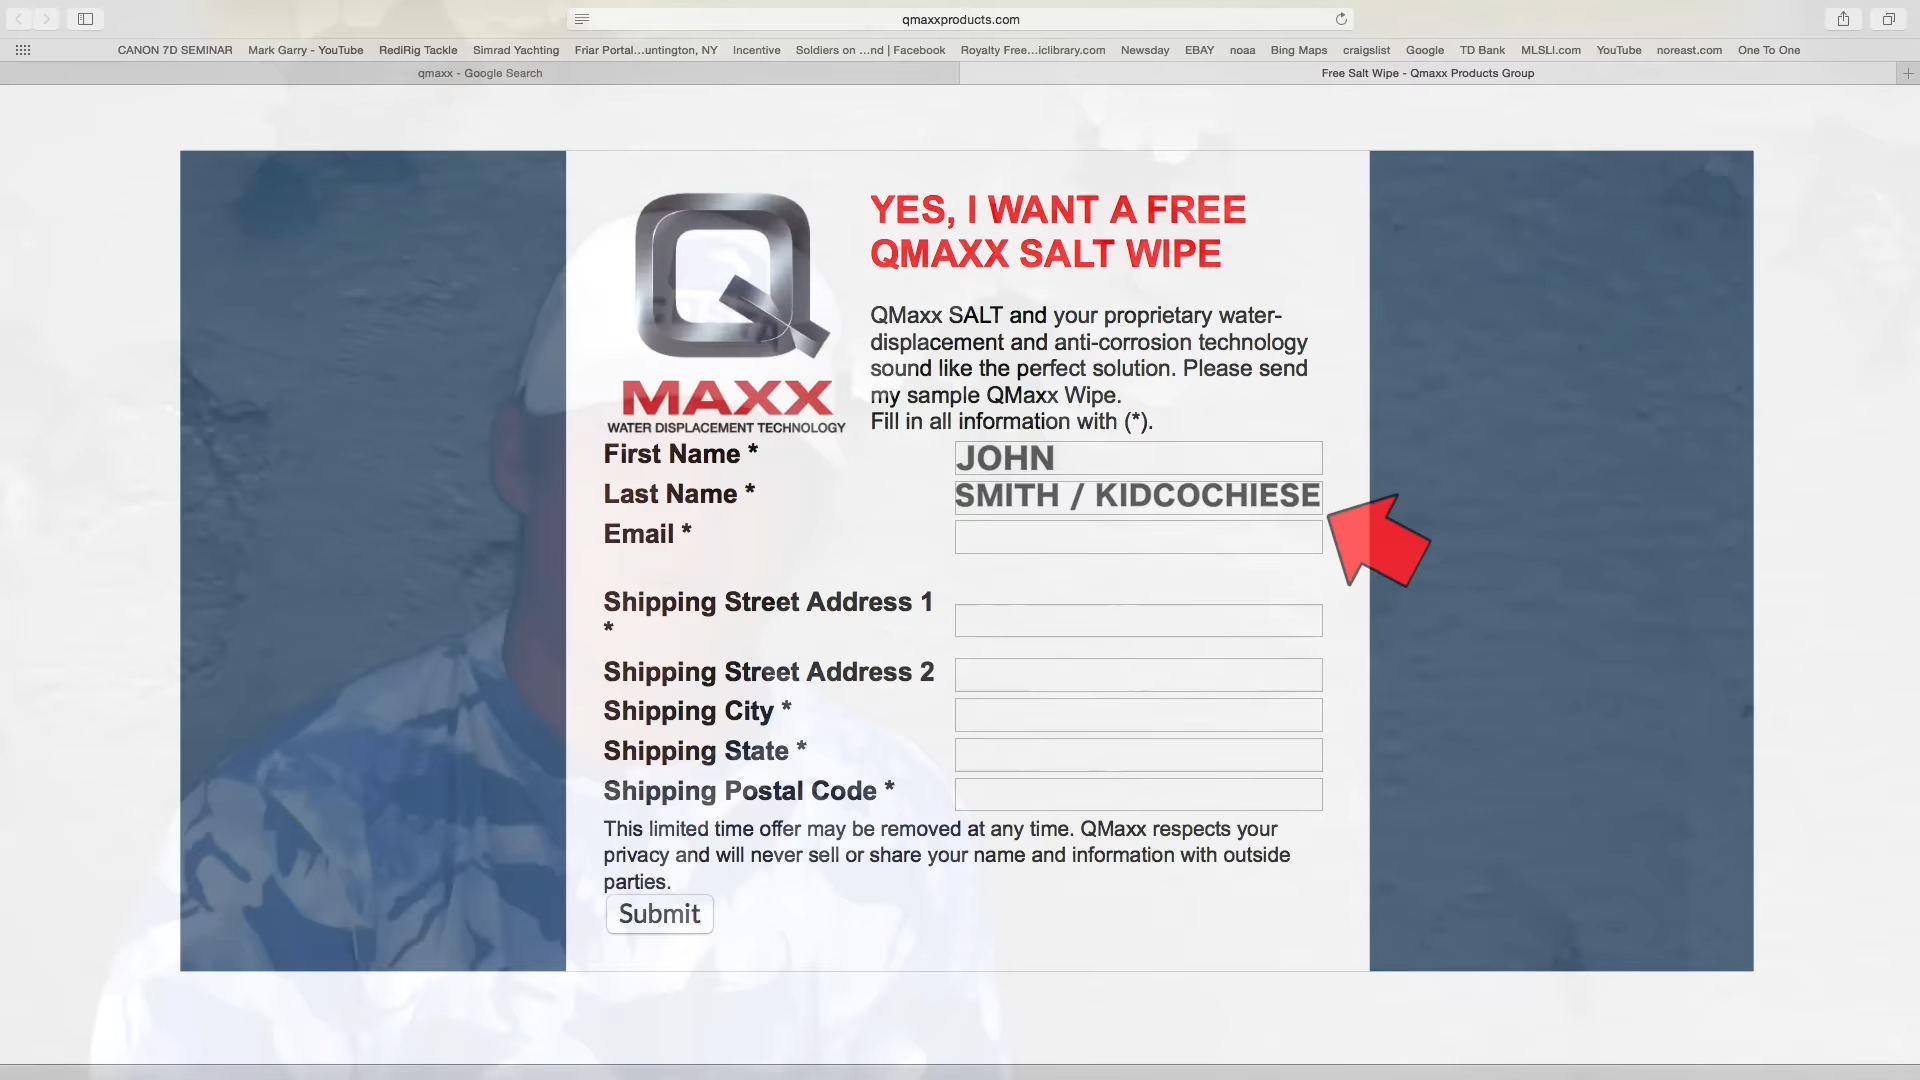 qmaxxproducts.com
CANON 7D SEMINAR Mark Garry - YouTube RediRig Tackle Simrad Yachting Friar Portal...untington, NY Incentive Soldiers on ...nd | Facebook Royalty Free...iclibrary.com Newsday EBAY noaa Bing Maps craigslist Google TD Bank MLSLI.com YouTube noreast.com One To One
qmaxx - Google Search Free Salt Wipe - Qmaxx Products Group
YES, I WANT A FREE
QMAXX SALT WIPE
QMaxx SALT and your proprietary water-
displacement and anti-corrosion technology
sound like the perfect solution. Please send
my sample QMaxx Wipe.
Fill in all information with (*).
Q
MAXX
WATER DISPLACEMENT TECHNOLOGY
First Name * JOHN
Last Name * SMITH / KIDCOCHIESE
Email *
Shipping Street Address 1
*
Shipping Street Address 2
Shipping City *
Shipping State *
Shipping Postal Code *
This limited time offer may be removed at any time. QMaxx respects your
privacy and will never sell or share your name and information with outside
parties.
Submit